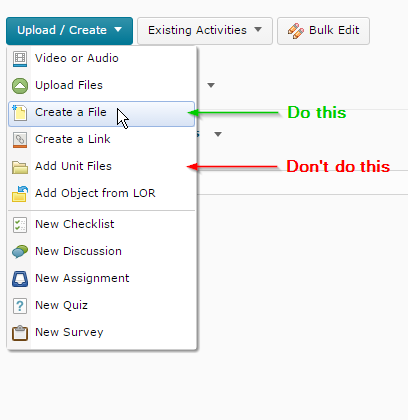 Upload / Create Existing Activities Bulk Edit
Video or Audio
Upload Files
Create a File Do this
Create a Link
Add Unit Files Don't do this
Add Object from LOR
New Checklist
New Discussion
New Assignment
New Quiz
New Survey